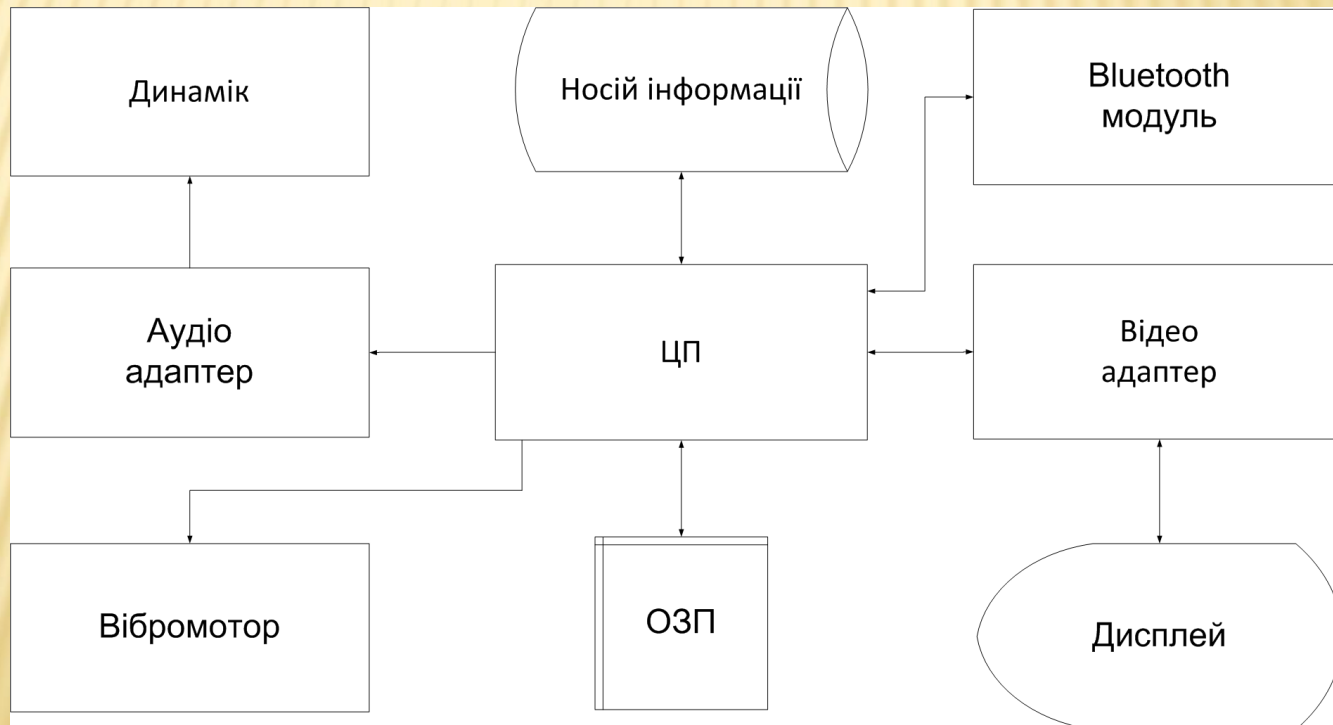 Динамік
Носій інформації
Bluetooth
модуль
Аудіо
адаптер
ЦП
Відео
адаптер
Вібромотор
ОЗП
Дисплей